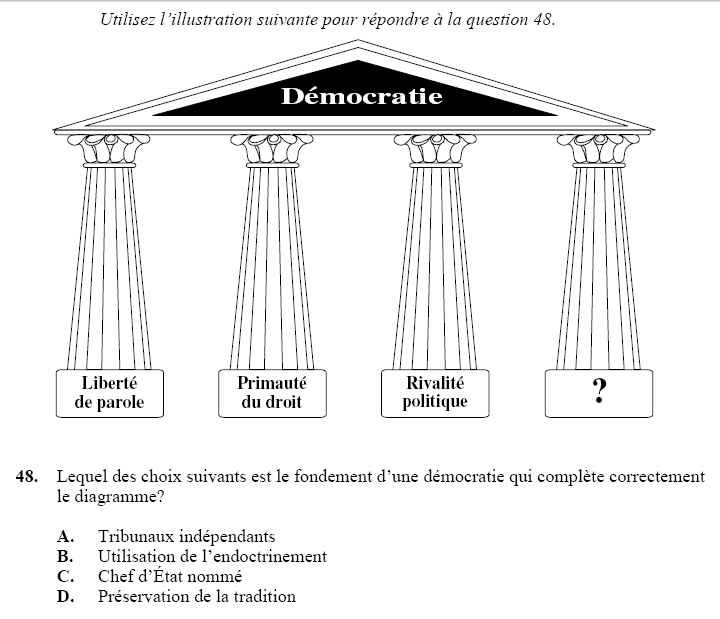 Utilisez l'illustration suivante pour répondre à la question 48.
Démocratie
Liberté
de parole
Primauté
du droit
Rivalité
politique
?
48. Lequel des choix suivants est le fondement d'une démocratie qui complète correctement
le diagramme?
A. Tribunaux indépendants
B. Utilisation de l'endoctrinement
C. Chef d'État nommé
D. Préservation de la tradition